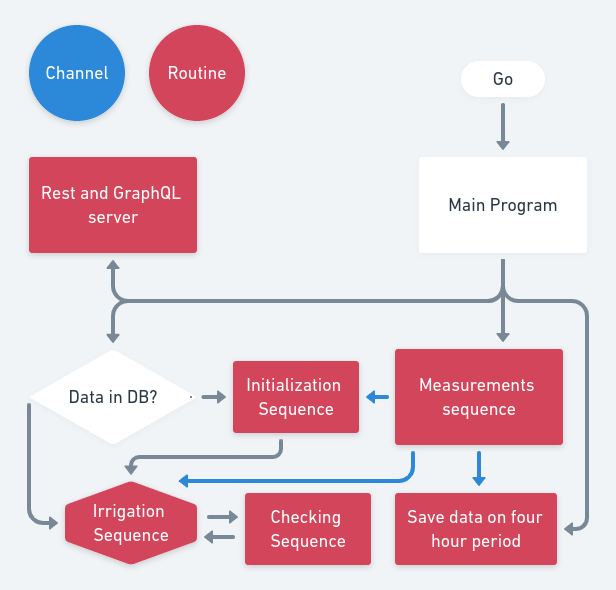 Channel
Routine
Go
Rest and GraphQL
server
Main Program
Data in DB?
Initialization
Sequence
Measurements
sequence
Irrigation
Sequence
Checking
Sequence
Save data on four
hour period